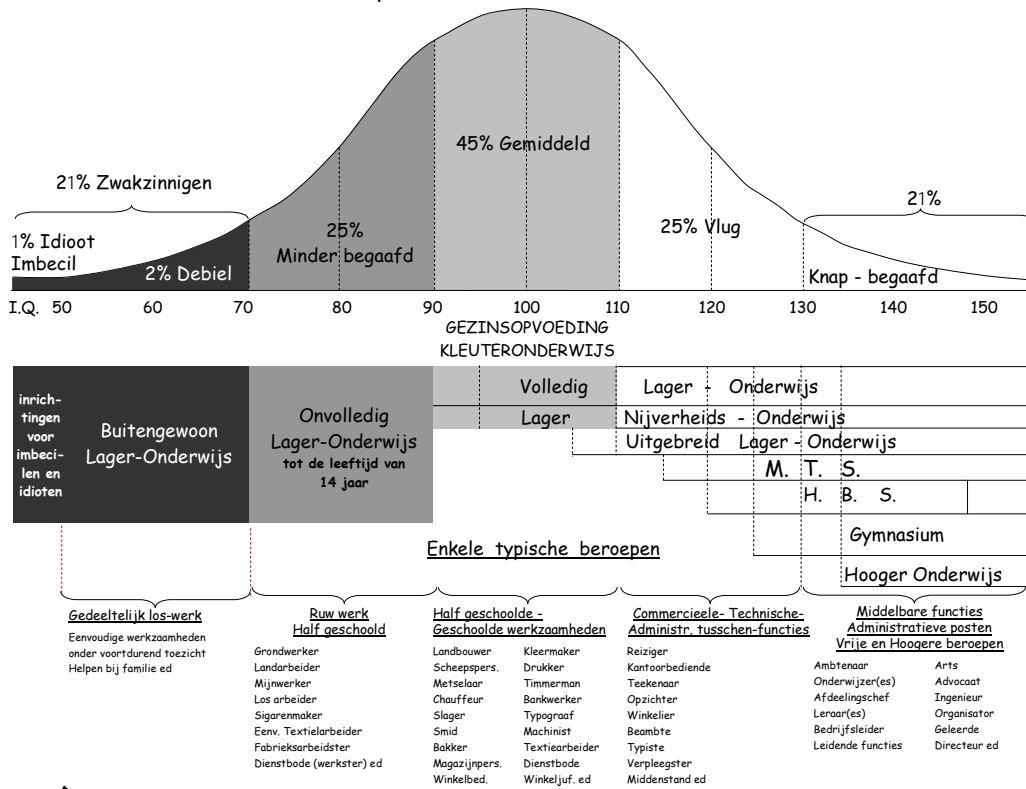 45% Gemiddeld
21% Zwakzinnigen
21%
1% Idioot
Imbecil
25%
Minder begaafd
25% Vlug
2% Debiel
Knap - begaafd
I.Q. 50 60 70 80 90 100 110 120 130 140 150
GEZINSOPVOEDING
KLEUTERONDERWIJS
inrich-
tingen
voor
imbeci-
len en
idioten
Buitengewoon
Lager-Onderwijs
Onvolledig
Lager-Onderwijs
tot de leeftijd van
14 jaar
Volledig
Lager
Lager - Onderwijs
Nijverheids - Onderwijs
Uitgebreid Lager - Onderwijs
M. T. S.
H. B. S.
Gymnasium
Hooger Onderwijs
Enkele typische beroepen
Gedeeltelijk los-werk
Eenvoudige werkzaamheden
onder voortdurend toezicht
Helpen bij familie ed
Ruw werk
Half geschoold
Grondwerker
Landarbeider
Mijnwerker
Los arbeider
Sigarenmaker
Eenv. Textielarbeider
Fabrieksarbeidster
Dienstbode (werkster) ed
Half geschoolde -
Geschoolde werkzaamheden
Landbouwer
Scheepspers.
Metselaar
Chauffeur
Slager
Smid
Bakker
Magazijnpers.
Winkelbed.
Kleermaker
Drukker
Timmerman
Bankwerker
Typograaf
Machinist
Textiearbeider
Dienstbode
Winkeljuf. ed
Commercieele- Technische-
Administr. tusschen-functies
Reiziger
Kantoorbediende
Teekenaar
Opzichter
Winkelier
Beambte
Typiste
Verpleegster
Middenstand ed
Middelbare functies
Administratieve posten
Vrije en Hoogere beroepen
Ambtenaar
Onderwijzer(es)
Afdeelingschef
Leraar(es)
Bedrijfsleider
Leidende functies
Arts
Advocaat
Ingenieur
Organisator
Geleerde
Directeur ed